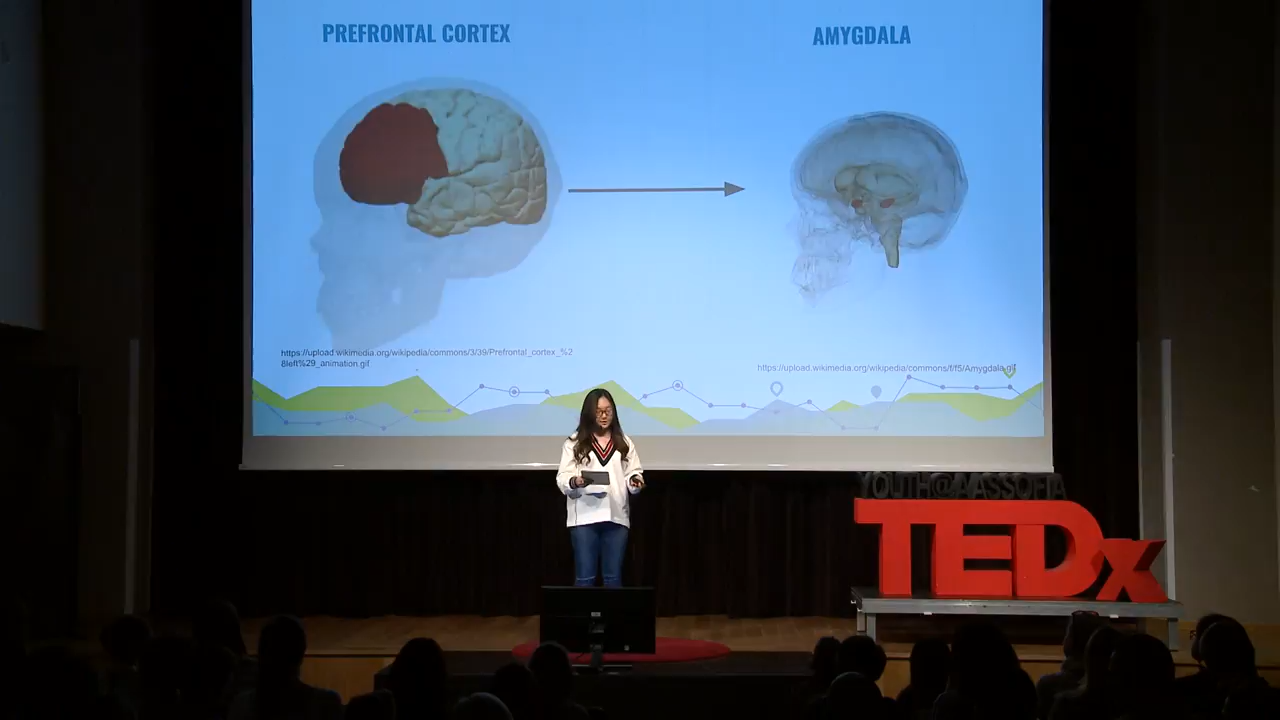 PREFRONTAL CORTEX
AMYGDALA
https://upload.wikimedia.org/wikipedia/commons/3/39/Prefrontal_cortex_%2
8left%29_animation.gif
https://upload.wikimedia.org/wikipedia/commons/f/f5/Amygdala.gif
YOUTH@AASSOFIA
TEDx